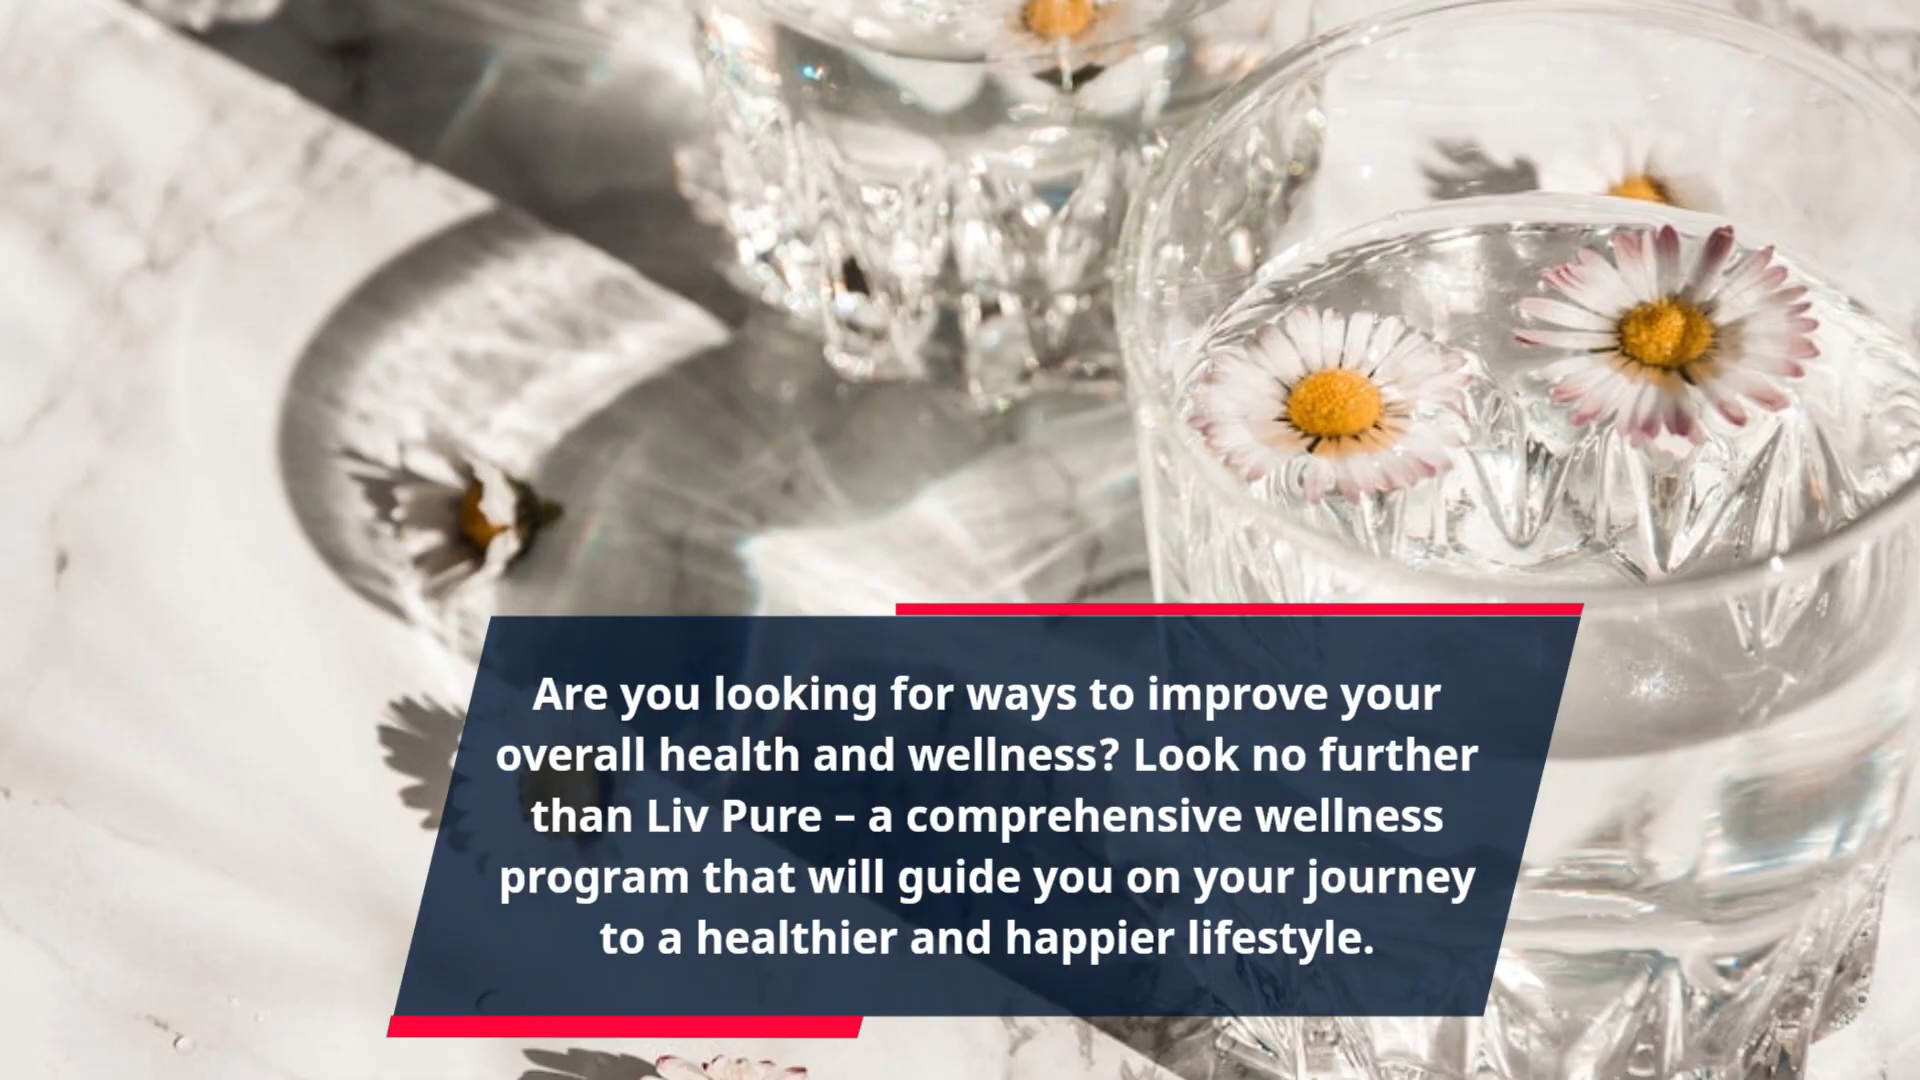 Are you looking for ways to improve your
overall health and wellness? Look no further
than Liv Pure – a comprehensive wellness
program that will guide you on your journey
to a healthier and happier lifestyle.